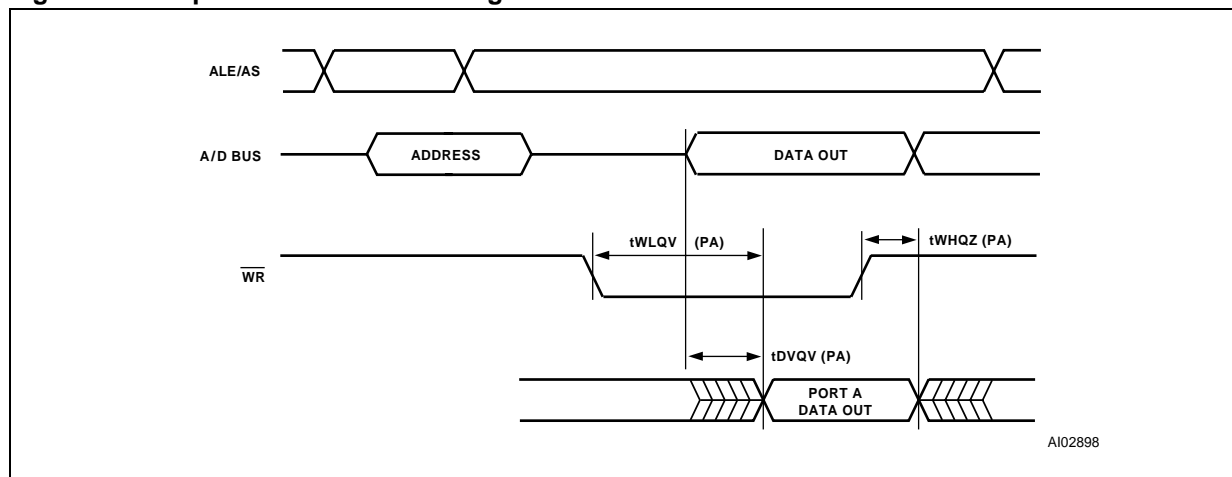 ALE/AS
A/D BUS
ADDRESS
DATA OUT
tWLQV (PA)
tWHQZ (PA)
WR
tDVQV (PA)
PORT A
DATA OUT
AI02898